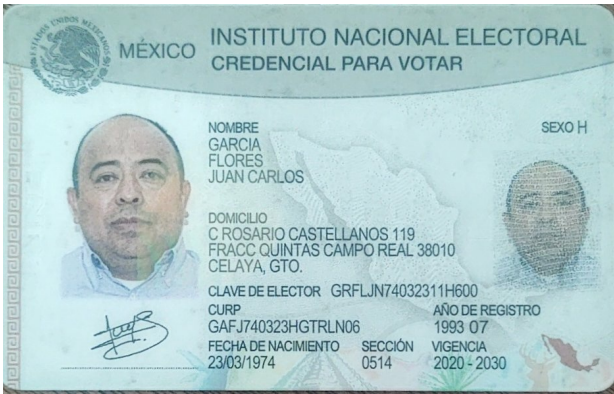 ESTADOS UNIDOS MEXICANOS
MÉXICO INSTITUTO NACIONAL ELECTORAL
CREDENCIAL PARA VOTAR
NOMBRE SEXO H
GARCIA
FLORES
JUAN CARLOS
DOMICILIO
C ROSARIO CASTELLANOS 119
FRACC QUINTAS CAMPO REAL 38010
CELAYA, GTO.
CLAVE DE ELECTOR GRFLJN74032311H600
CURP AÑO DE REGISTRO
GAFJ740323HGTRLN06 1993 07
FECHA DE NACIMIENTO SECCIÓN VIGENCIA
23/03/1974 0514 2020 - 2030